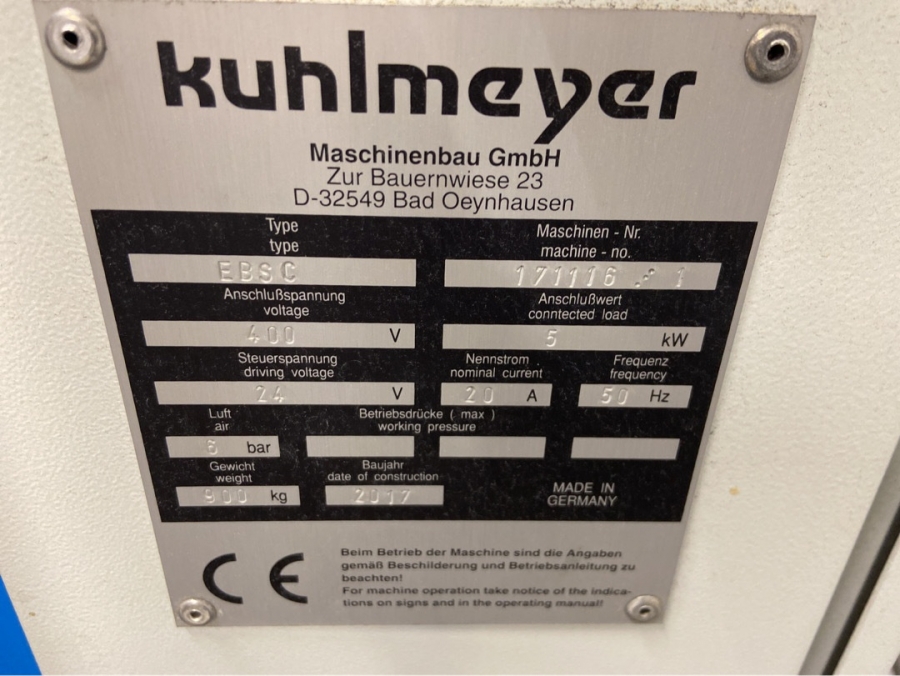 kuhlmeyer
Maschinenbau GmbH
Zur Bauernwiese 23
D-32549 Bad Oeynhausen
Type
type
EBSC
Maschinen - Nr.
machine - no.
171116 .-' 1
Anschlußspannung
voltage
400 V
Anschlußwert
conntected load
5 kW
Steuerspannung
driving voltage
24 V
Nennstrom
nominal current
20 A
Frequenz
frequency
50 Hz
Luft
air
6 bar
Betriebsdrücke ( max )
working pressure
Gewicht
weight
900 kg
Baujahr
date of construction
2017
MADE IN
GERMANY
CE
Beim Betrieb der Maschine sind die Angaben
gemäß Beschilderung und Betriebsanleitung zu
beachten!
For machine operation take notice of the indica-
tions on signs and in the operating manual!